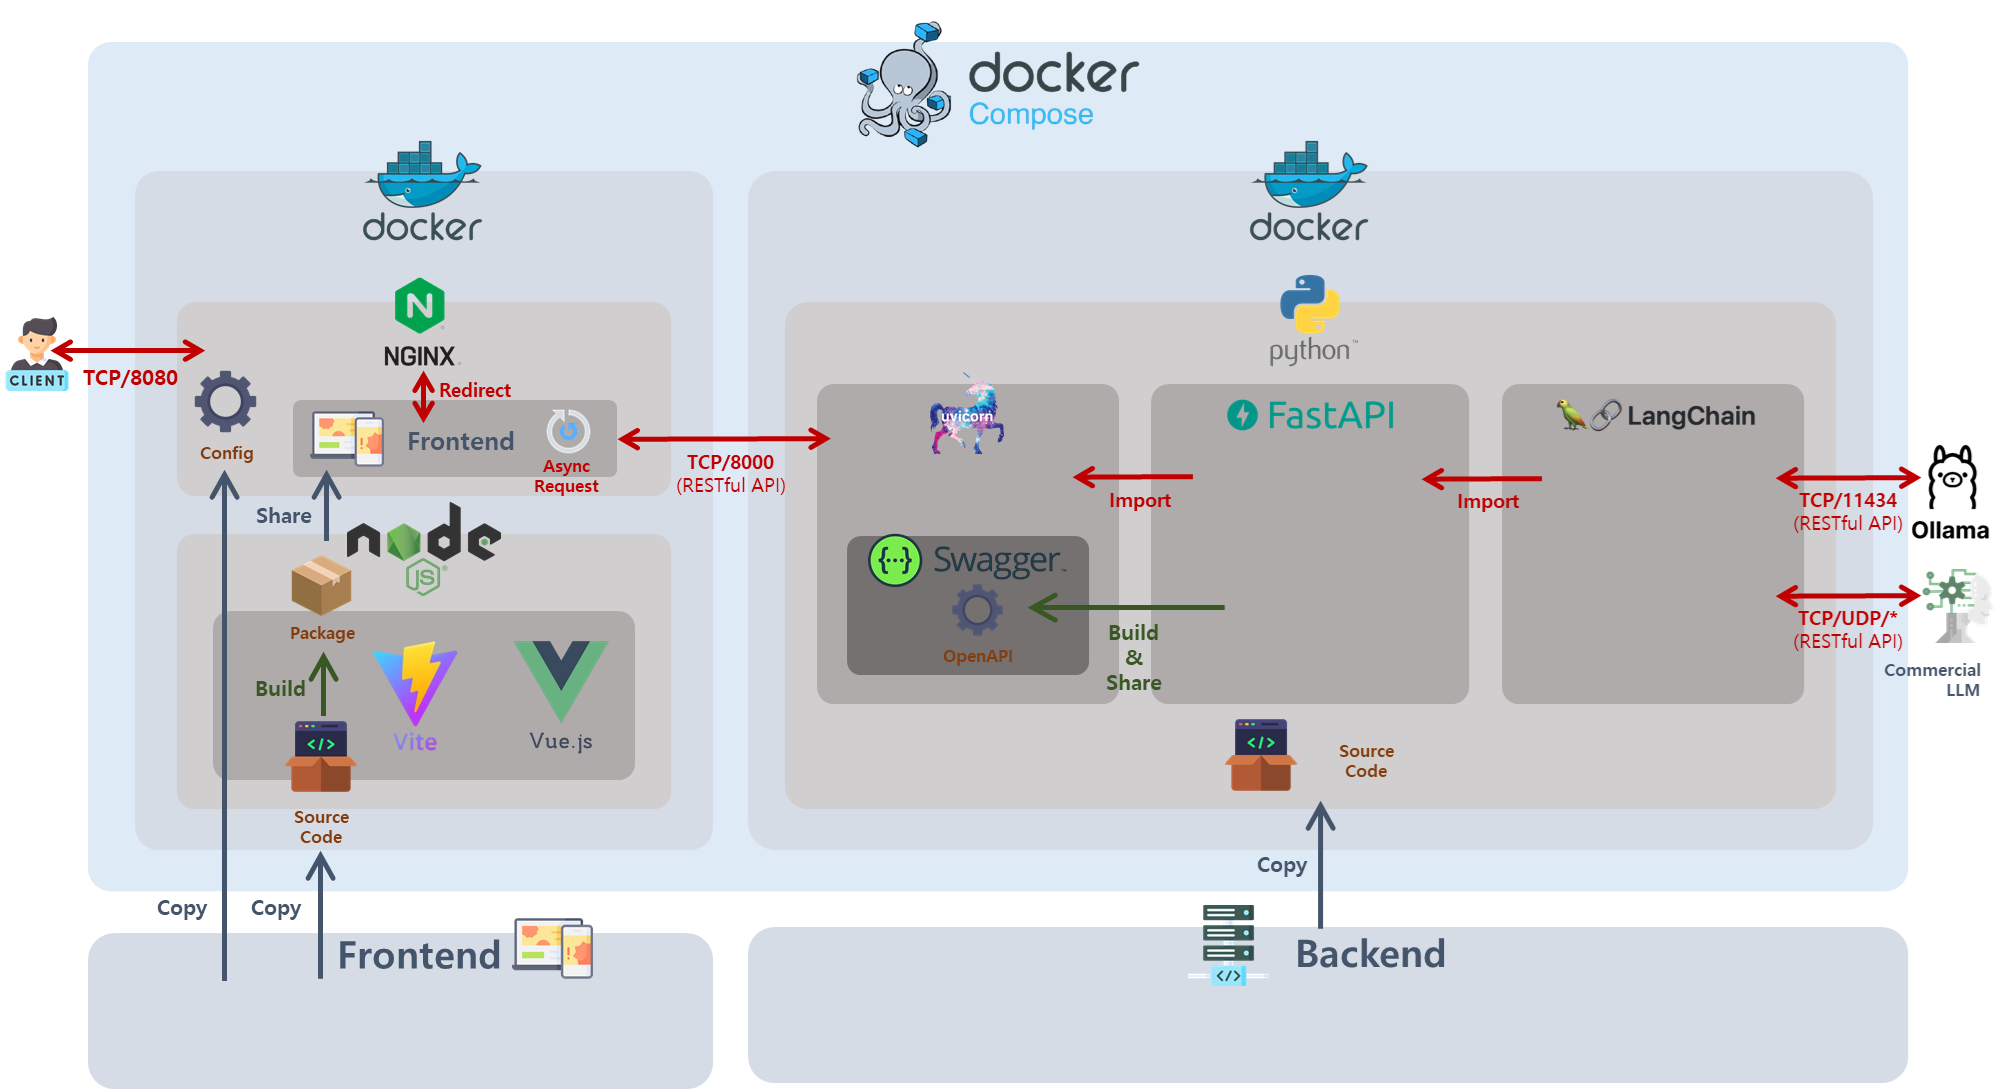 docker
Compose
docker
docker
NGINX
python
CLIENT
TCP/8080
Redirect
Config
Frontend
Async
Request
TCP/8000
(RESTful API)
uvicorn
FastAPI
LangChain
Import
Import
TCP/11434
(RESTful API)
Ollama
Share
node
JS
Package
Build
Vite
Vue.js
Source
Code
Swagger
OpenAPI
Build
&
Share
TCP/UDP/*
(RESTful API)
Commercial
LLM
Source
Code
Copy
Copy
Copy
Frontend
Backend